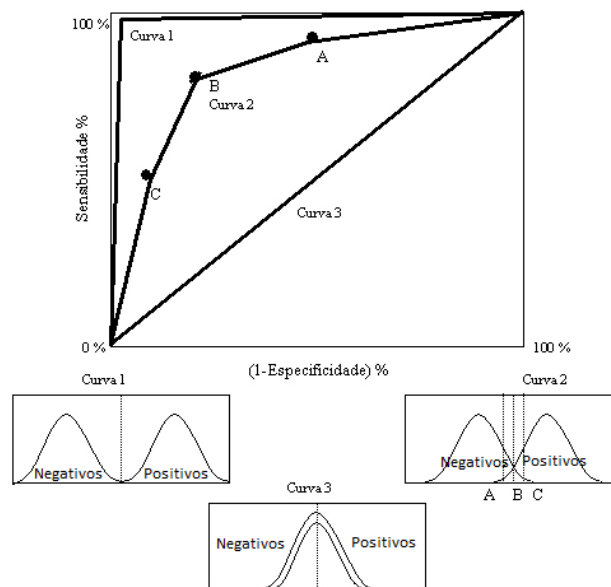 100 %
Curva 1
A
B
Curva 2
C
Sensibilidade %
Curva 3
0 %
100 %
(1-Especificidade) %
Curva 1
Negativos Positivos
Curva 2
Negativos Positivos
A B C
Curva 3
Negativos Positivos